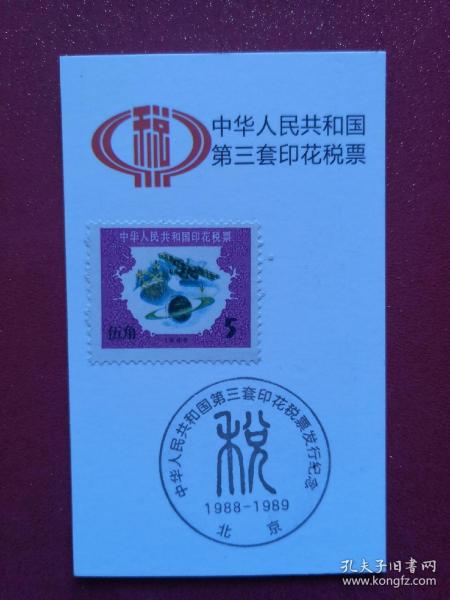 税
中华人民共和国
第三套印花税票
中华人民共和国印花税票
伍角
1988
5
中华人民共和国第三套印花税票发行纪念
税
1988-1989
北京
孔夫子旧书网
www.kongfz.com